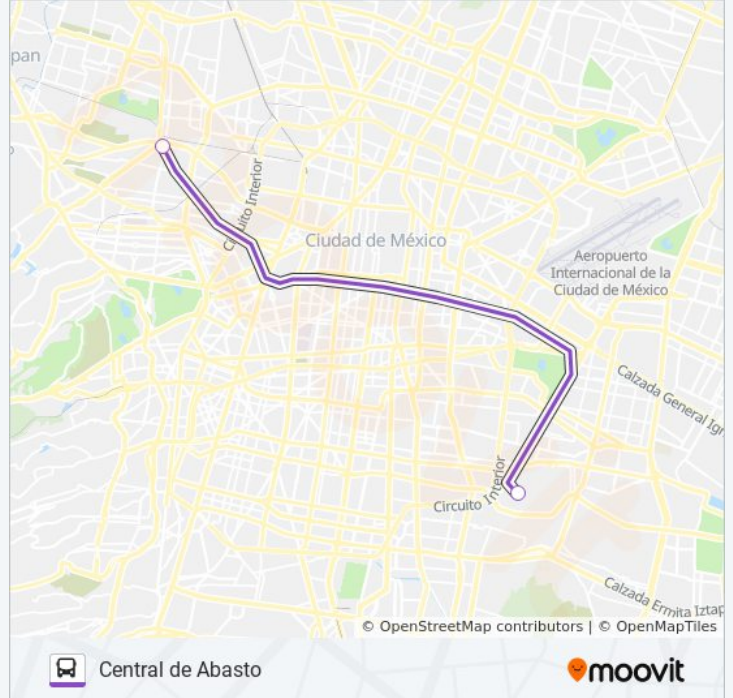 pan
Circuito Interior
Ciudad de México
Aeropuerto
Internacional de la
Ciudad de México
Calzada General Igr
Circuito Interior
Calzada Ermita Iztap
© OpenStreetMap contributors | © OpenMapTiles
Central de Abasto
moovit